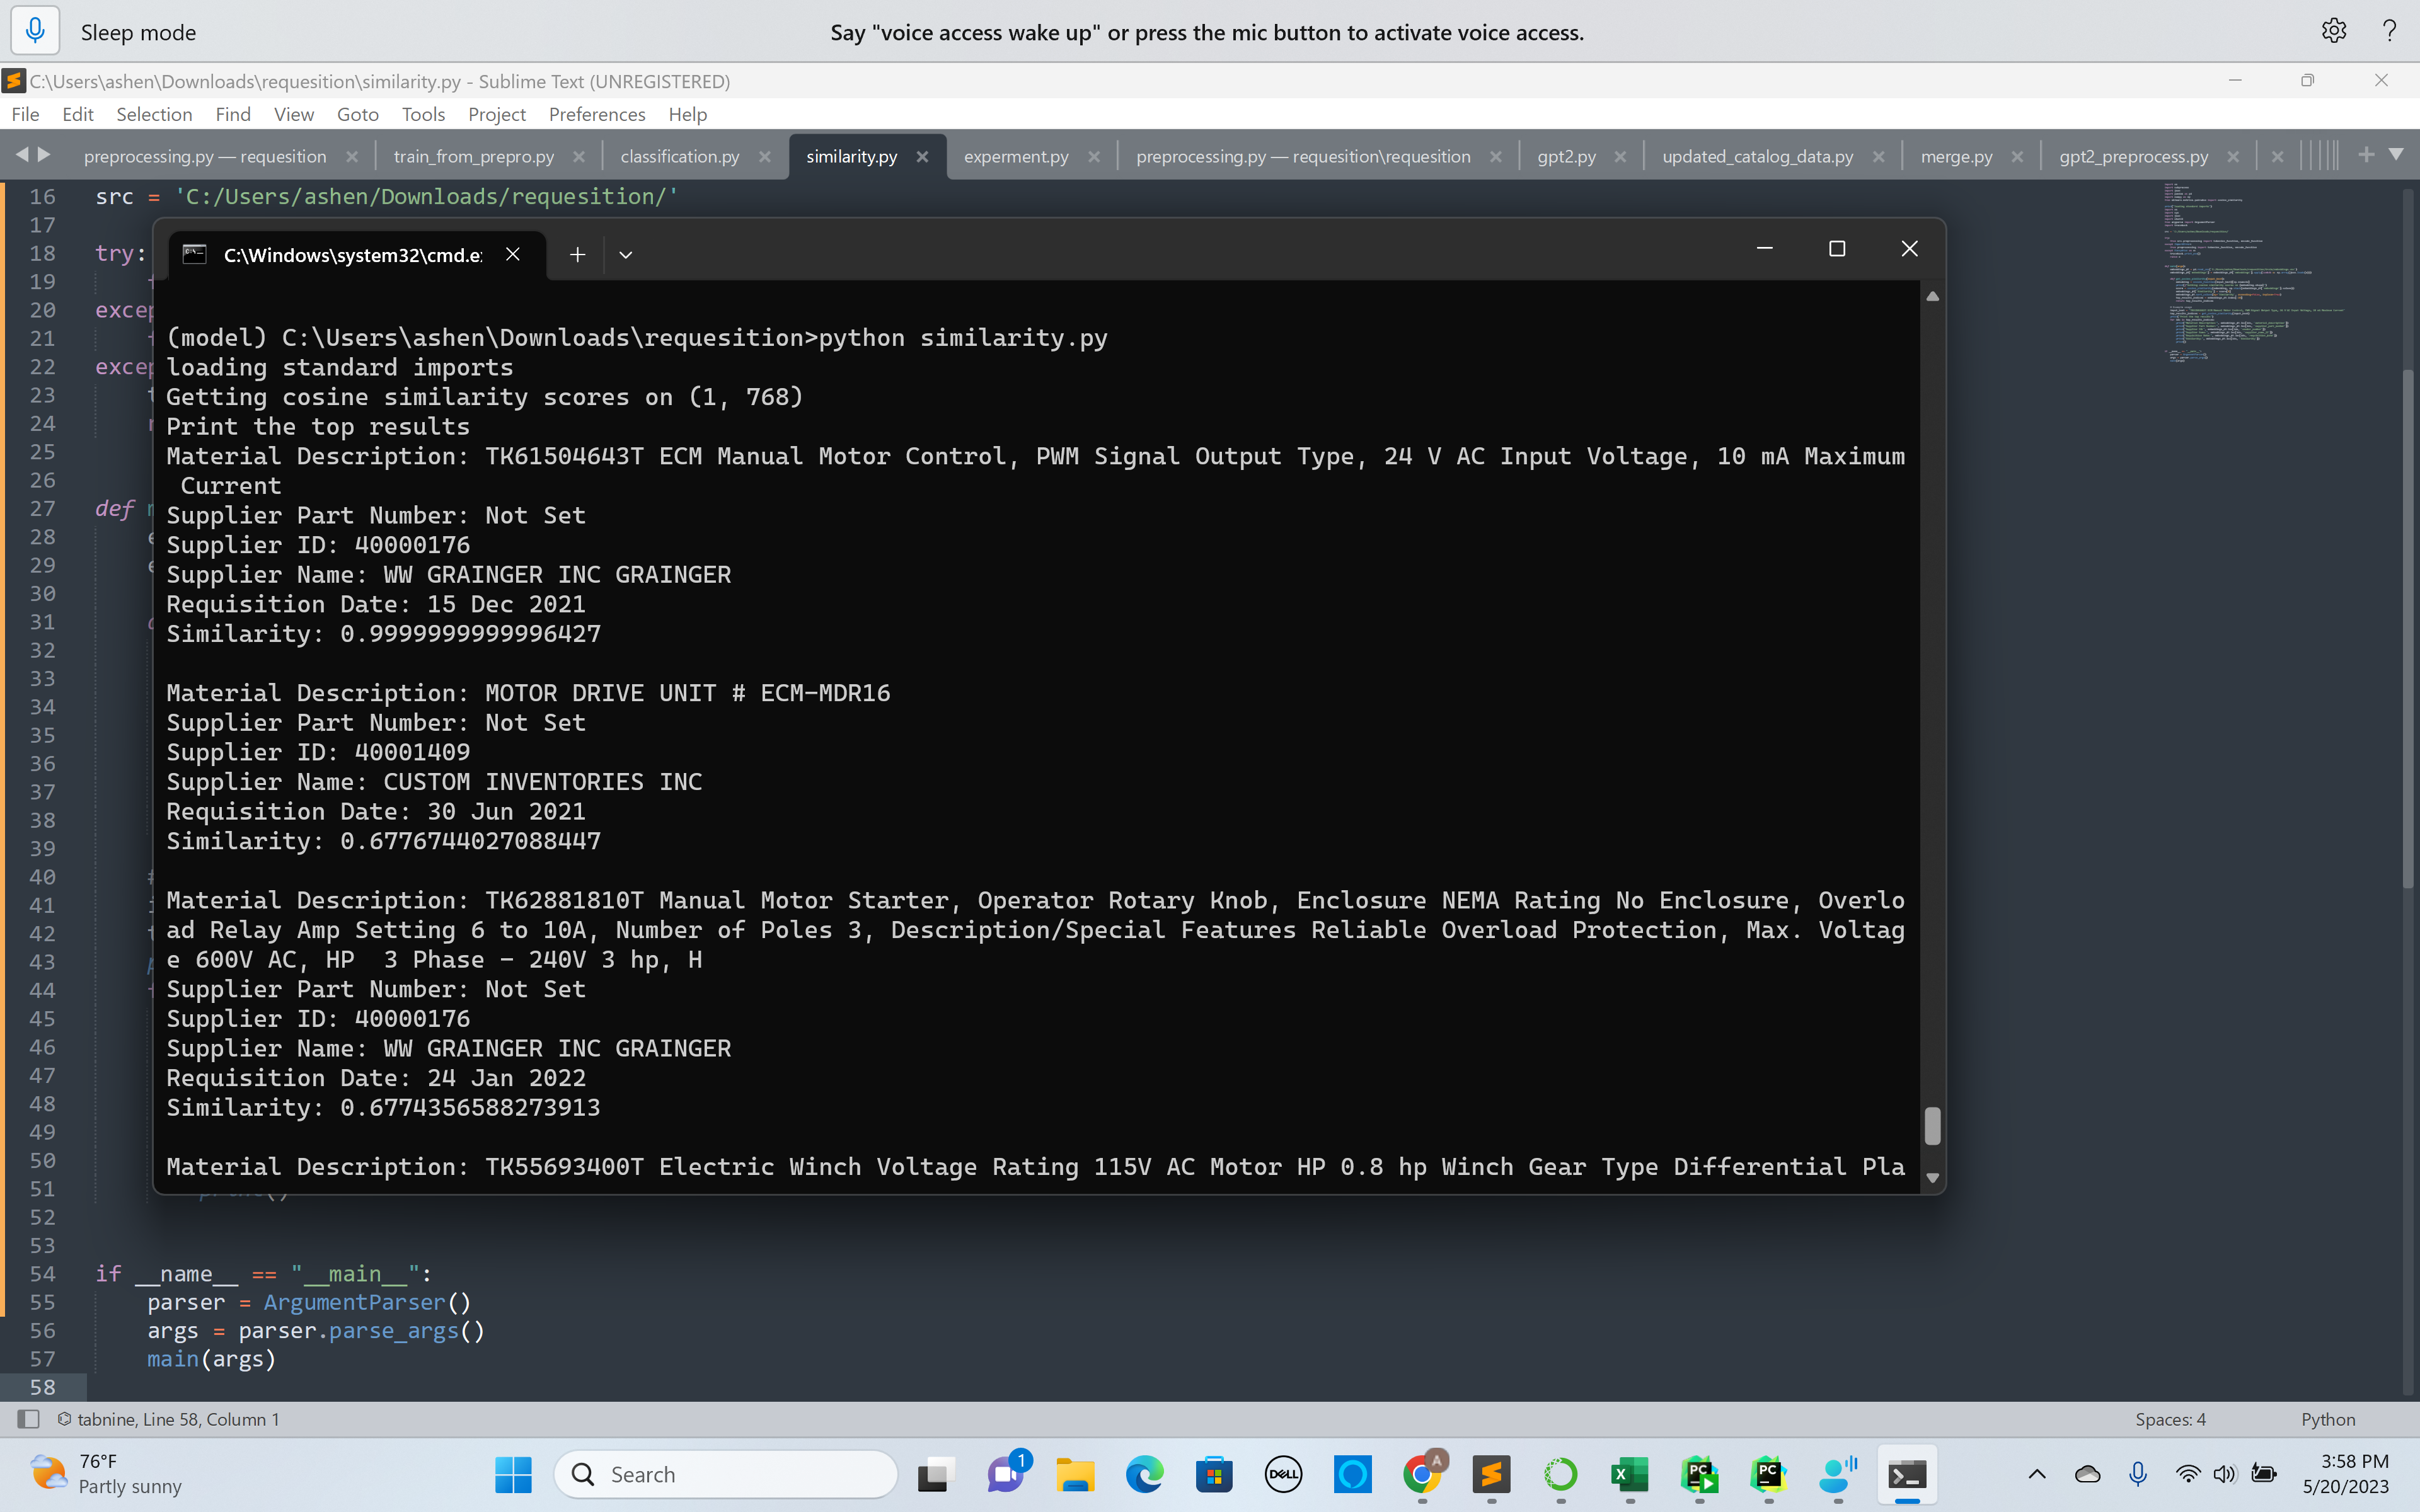 Sleep mode
Say "voice access wake up" or press the mic button to activate voice access.
?
C:\Users\ashen\Downloads\requesition\similarity.py - Sublime Text (UNREGISTERED)
File Edit Selection Find View Goto Tools Project Preferences Help
preprocessing.py — requesition train_from_prepro.py classification.py similarity.py experment.py preprocessing.py — requesition\requesition gpt2.py updated_catalog_data.py merge.py gpt2_preprocess.py
16 src = 'C:/Users/ashen/Downloads/requesition/'
17
18 try:
19
20 excep
21
22 excep
23
24
25
26
27 def
28
29
30
31
32
33
34
35
36
37
38
39
40 #
41
42
43
44
45
46
47
48
49
50
51 print()
52
53
54 if __name__ == "__main__":
55 parser = ArgumentParser()
56 args = parser.parse_args()
57 main(args)
58
C:\Windows\system32\cmd.e
(model) C:\Users\ashen\Downloads\requesition>python similarity.py
loading standard imports
Getting cosine similarity scores on (1, 768)
Print the top results
Material Description: TK61504643T ECM Manual Motor Control, PWM Signal Output Type, 24 V AC Input Voltage, 10 mA Maximum
Current
Supplier Part Number: Not Set
Supplier ID: 40000176
Supplier Name: WW GRAINGER INC GRAINGER
Requisition Date: 15 Dec 2021
Similarity: 0.9999999999996427
Material Description: MOTOR DRIVE UNIT # ECM-MDR16
Supplier Part Number: Not Set
Supplier ID: 40001409
Supplier Name: CUSTOM INVENTORIES INC
Requisition Date: 30 Jun 2021
Similarity: 0.6776744027088447
Material Description: TK62881810T Manual Motor Starter, Operator Rotary Knob, Enclosure NEMA Rating No Enclosure, Overlo
ad Relay Amp Setting 6 to 10A, Number of Poles 3, Description/Special Features Reliable Overload Protection, Max. Voltag
e 600V AC, HP  3 Phase - 240V 3 hp, H
Supplier Part Number: Not Set
Supplier ID: 40000176
Supplier Name: WW GRAINGER INC GRAINGER
Requisition Date: 24 Jan 2022
Similarity: 0.6774356588273913
Material Description: TK55693400T Electric Winch Voltage Rating 115V AC Motor HP 0.8 hp Winch Gear Type Differential Pla
tabnine, Line 58, Column 1
Spaces: 4 Python
76°F
Partly sunny
Search
1
DELL
A
X
PC
PC
3:58 PM
5/20/2023